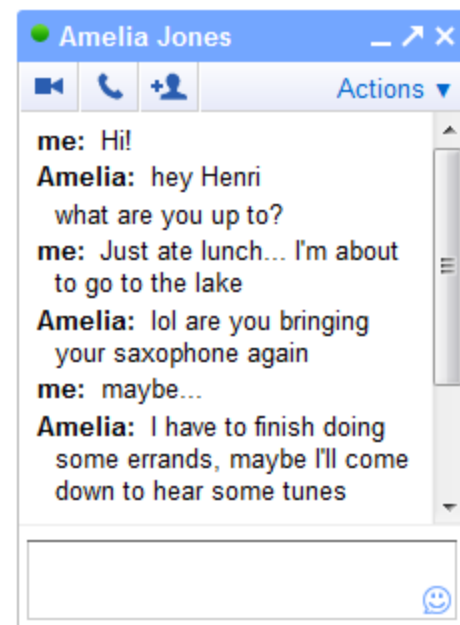 Amelia Jones
Actions
me: Hi!
Amelia: hey Henri
what are you up to?
me: Just ate lunch... I'm about
to go to the lake
Amelia: lol are you bringing
your saxophone again
me: maybe...
Amelia: I have to finish doing
some errands, maybe I'll come
down to hear some tunes